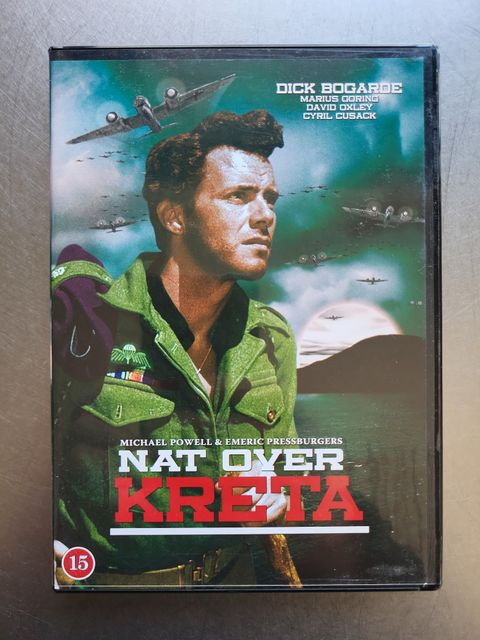 DICK BOGARDE
MARIUS GORING
DAVID OXLEY
CYRIL CUSACK
MICHAEL POWELL & EMERIC PRESSBURGERS
NAT OVER
KRETA
15